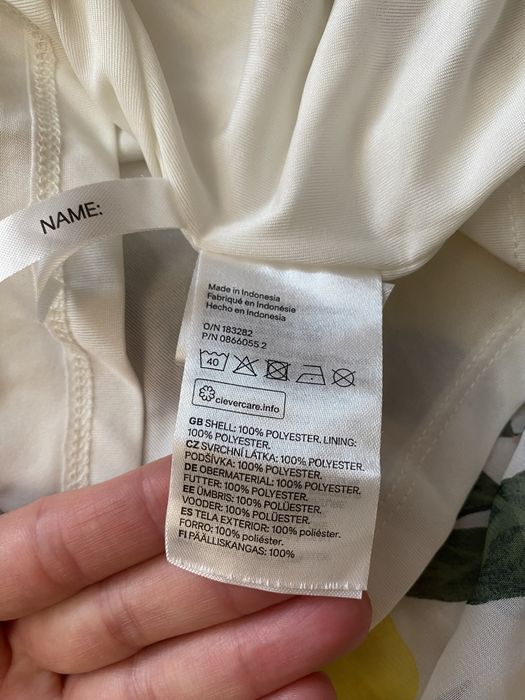 NAME:
Made in Indonesia
Fabriqué en Indonésie
Hecho en Indonesia
O/N 183282
P/N 0866055 2
40
clevercare.info
GB SHELL: 100% POLYESTER. LINING:
100% POLYESTER.
CZ SVRCHNÍ LÁTKA: 100% POLYESTER.
PODŠÍVKA: 100% POLYESTER.
DE OBERMATERIAL: 100% POLYESTER.
FUTTER: 100% POLYESTER.
EE ÜMBRIS: 100% POLÜESTER.
VOODER: 100% POLÜESTER.
ES TELA EXTERIOR: 100% poliéster.
FORRO: 100% poliéster.
FI PÄÄLLISKANGAS: 100%